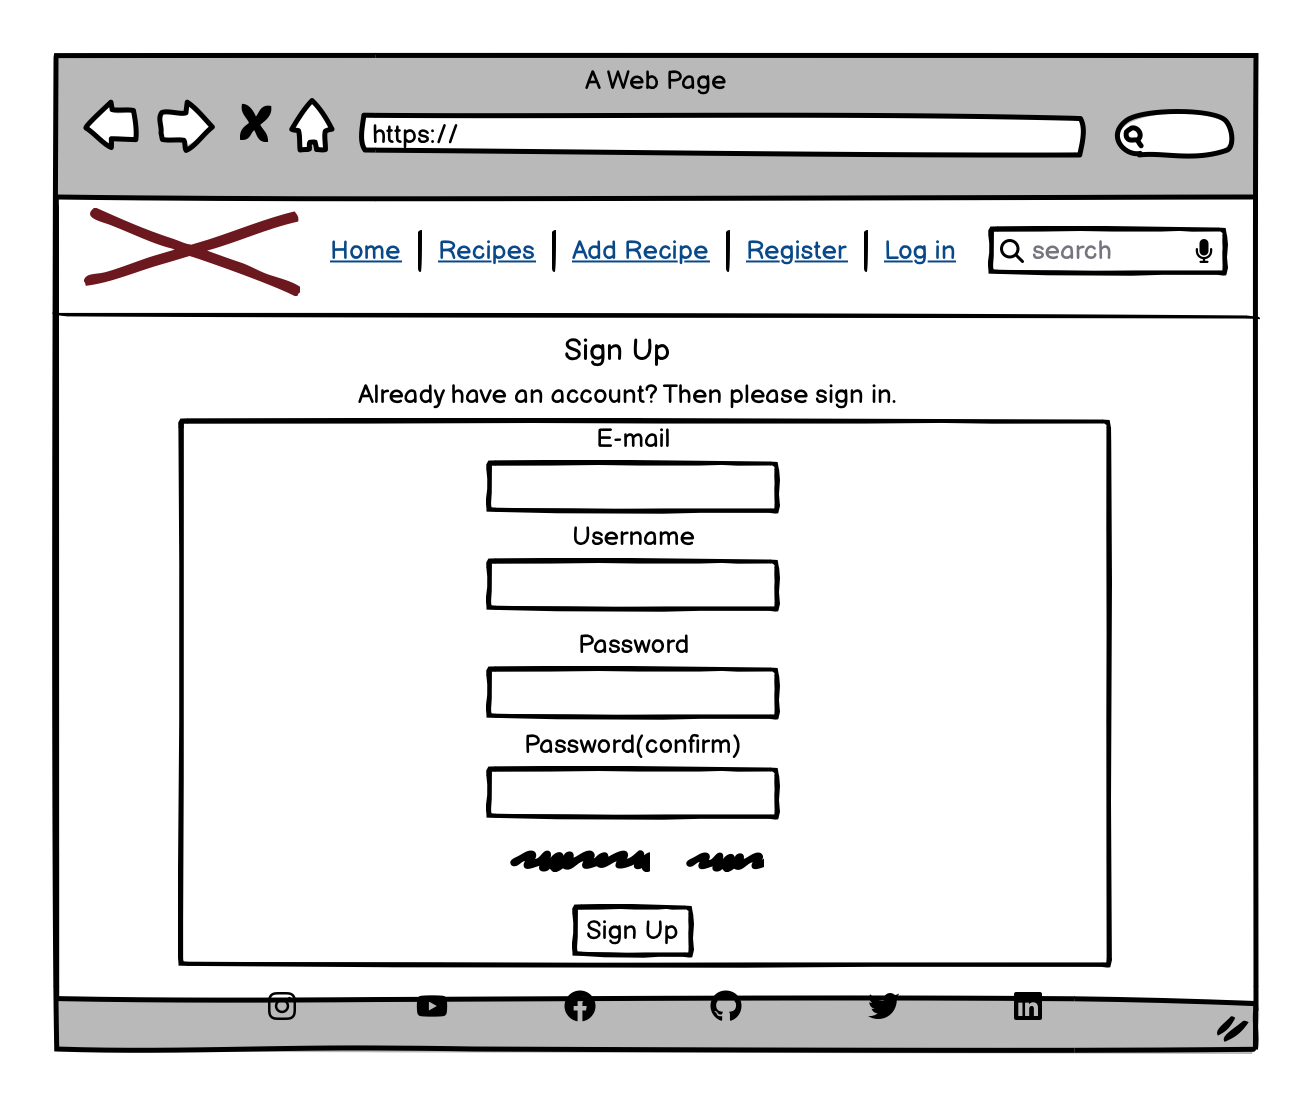 A Web Page
https://
Home Recipes Add Recipe Register Log in search
Sign Up
Already have an account? Then please sign in.
E-mail
Username
Password
Password(confirm)
Sign Up